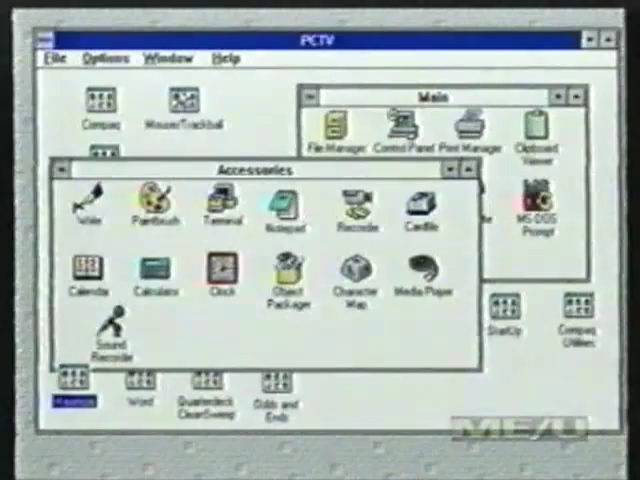 PCTV
File Options Window Help
Compaq
Mouse/Trackball
Main
File Manager
Control Panel
Print Manager
Clipboard
Viewer
MS-DOS
Prompt
Accessories
Write
Paintbrush
Terminal
Notepad
Recorder
Cardfile
Calendar
Calculator
Clock
Object
Packager
Character
Map
Media Player
Sound
Recorder
StartUp
Compaq
Utilities
Word
Quarterdeck
CleanSweep
Odds and
Ends
ME/U